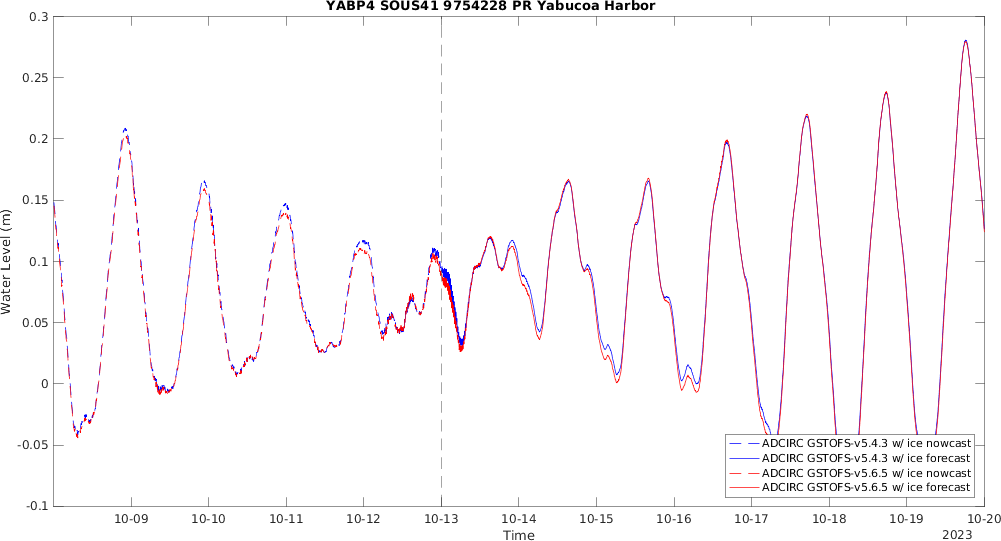 YABP4 SOUS41 9754228 PR Yabucoa Harbor
0.3
0.25
0.2
0.15
0.1
0.05
0
-0.05
-0.1
Water Level (m)
ADCIRC GSTOFS-v5.4.3 w/ ice nowcast
ADCIRC GSTOFS-v5.4.3 w/ ice forecast
ADCIRC GSTOFS-v5.6.5 w/ ice nowcast
ADCIRC GSTOFS-v5.6.5 w/ ice forecast
10-09 10-10 10-11 10-12 10-13 10-14 10-15 10-16 10-17 10-18 10-19 10-20
Time
2023